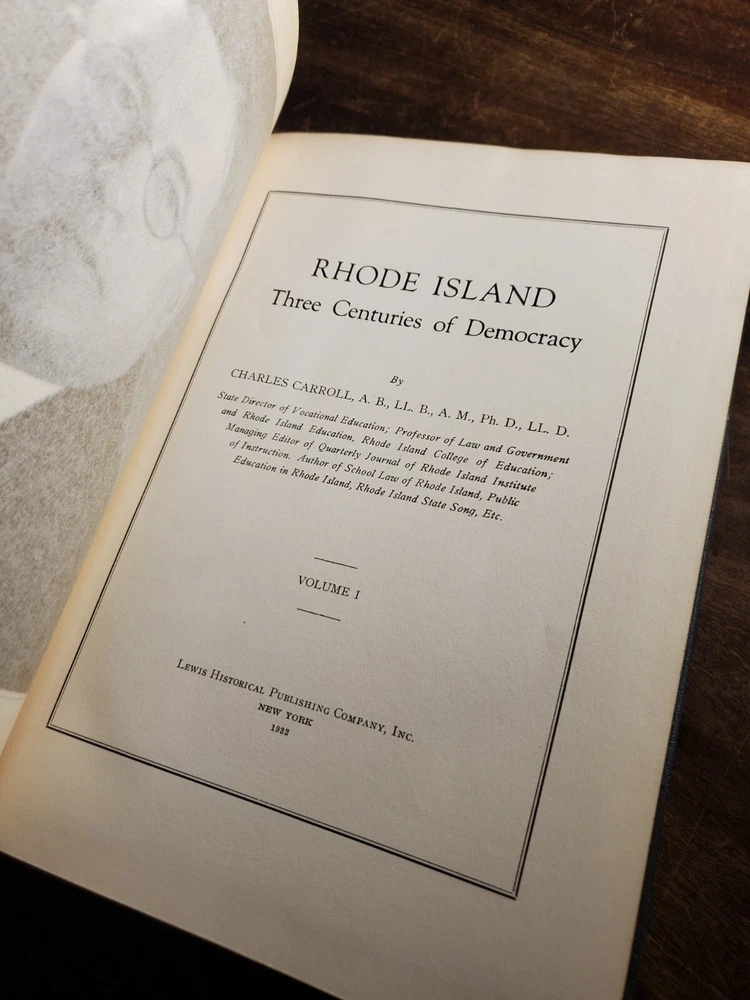 RHODE ISLAND
Three Centuries of Democracy
By
CHARLES CARROLL, A. B., LL. B., A. M., Ph. D., LL. D.
State Director of Vocational Education; Professor of Law and Government
and Rhode Island Education, Rhode Island College of Education;
Managing Editor of Quarterly Journal of Rhode Island Institute
of Instruction. Author of School Law of Rhode Island, Public
Education in Rhode Island, Rhode Island State Song, Etc.
VOLUME I
LEWIS HISTORICAL PUBLISHING COMPANY, INC.
NEW YORK
1932